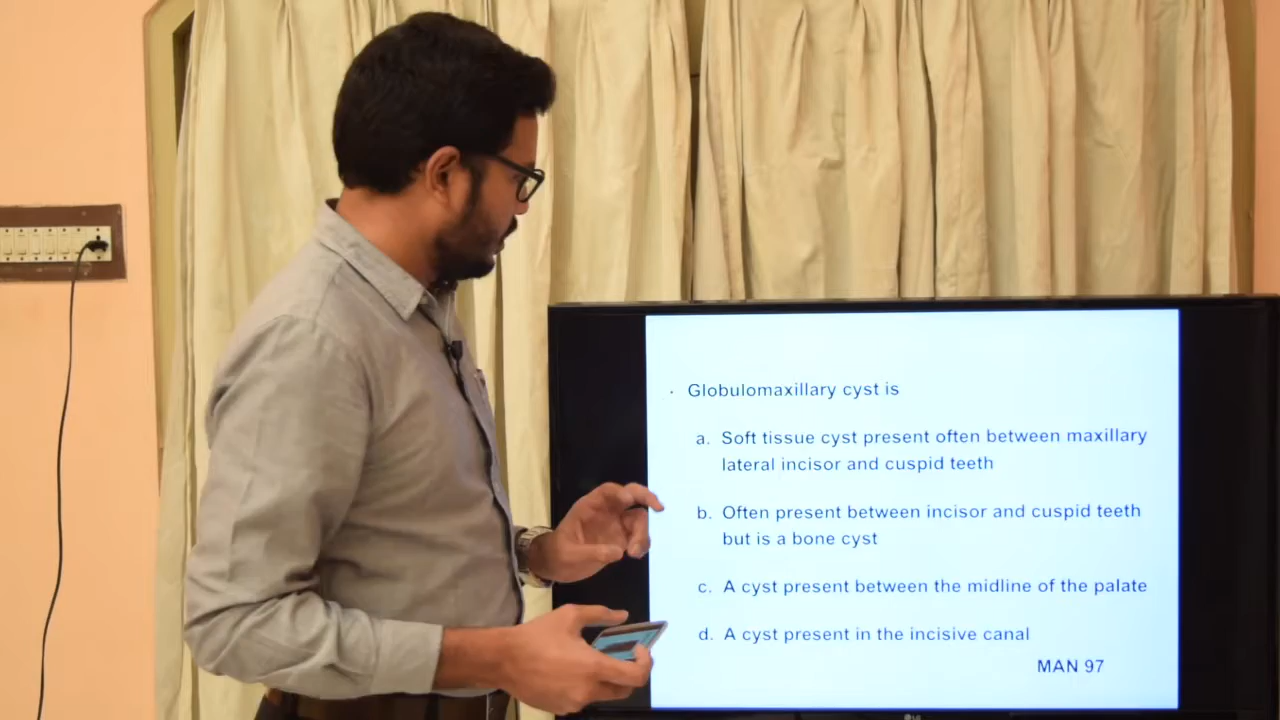 · Globulomaxillary cyst is
a. Soft tissue cyst present often between maxillary
lateral incisor and cuspid teeth
b. Often present between incisor and cuspid teeth
but is a bone cyst
c. A cyst present between the midline of the palate
d. A cyst present in the incisive canal
MAN 97
LG